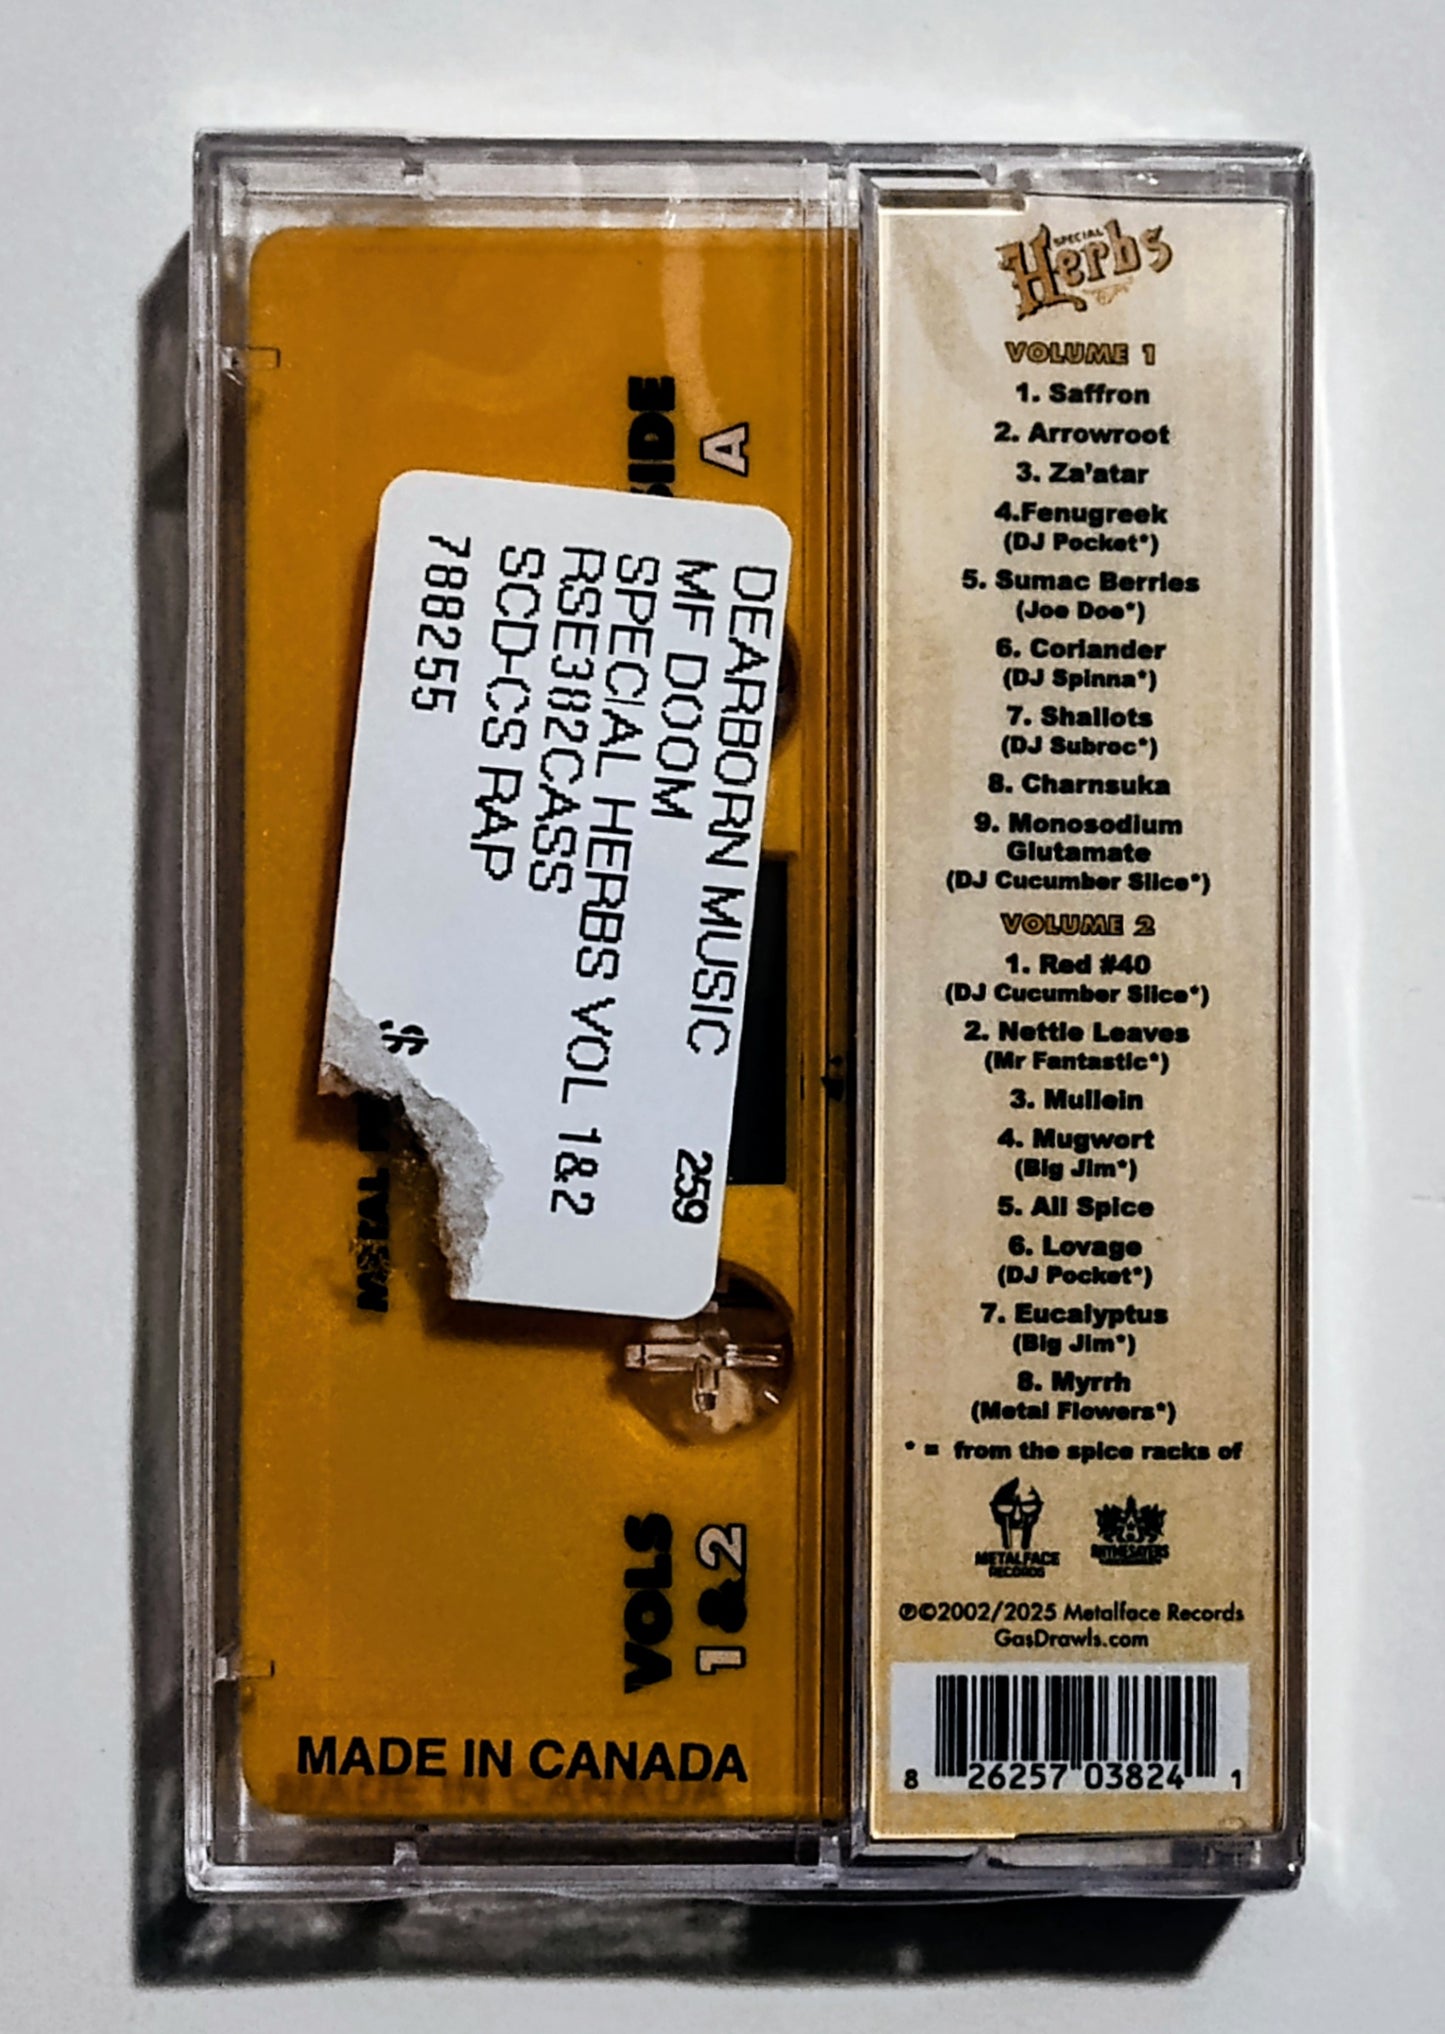 SIDE
A
DEARBORN MUSIC
MF DOOM 259
SPECIAL HERBS VOL 1&2
RSE382CASS
SCD-CS RAP
788255
$
METAL
VOLS
1 & 2
MADE IN CANADA
SPECIAL
Herbs
VOLUME 1
1. Saffron
2. Arrowroot
3. Za'atar
4.Fenugreek
(DJ Pocket*)
5. Sumac Berries
(Joe Doe*)
6. Coriander
(DJ Spinna*)
7. Shallots
(DJ Subroc*)
8. Charnsuka
9. Monosodium
Glutamate
(DJ Cucumber Slice*)
VOLUME 2
1. Red #40
(DJ Cucumber Slice*)
2. Nettle Leaves
(Mr Fantastic*)
3. Mullein
4. Mugwort
(Big Jim*)
5. All Spice
6. Lovage
(DJ Pocket*)
7. Eucalyptus
(Big Jim*)
8. Myrrh
(Metal Flowers*)
* = from the spice racks of
METALFACE
RECORDS
RHYMESAYERS
℗©2002/2025 Metalface Records
GasDrawls.com
8 26257 03824 1